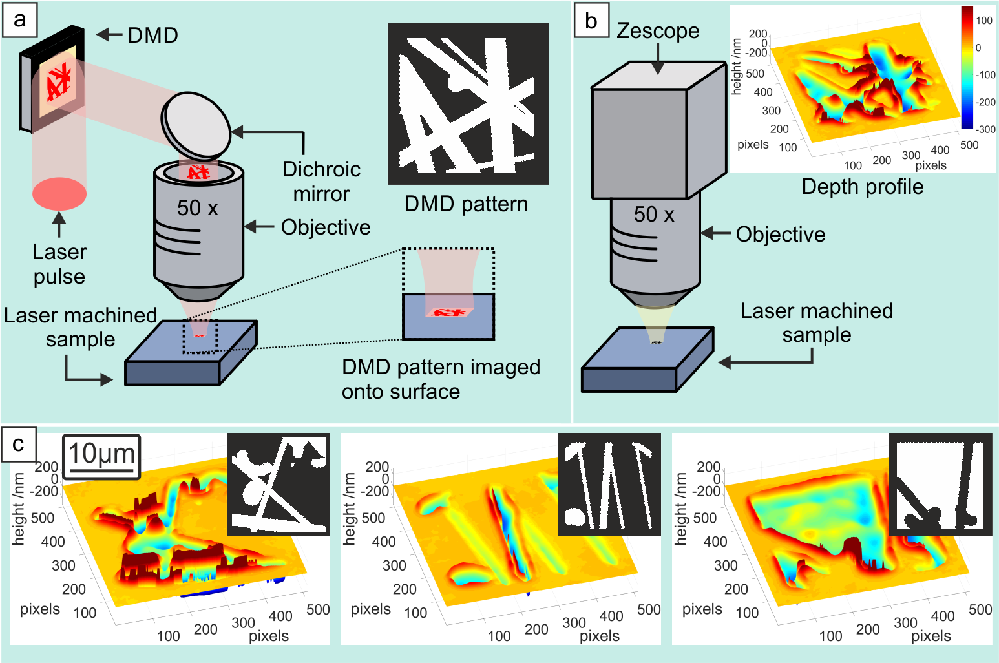 a
DMD
Dichroic
mirror
50 x
Objective
Laser
pulse
Laser machined
sample
DMD pattern
DMD pattern imaged
onto surface
b
Zescope
50 x
Objective
Laser machined
sample
height /nm
200
0
-200
500
400
300
200
100
pixels
100
200
300
400
500
pixels
100
0
-100
-200
-300
Depth profile
c
10μm
height /nm
200
0
-200
500
400
300
200
100
pixels
100
200
300
400
500
pixels
height /nm
200
0
-200
500
400
300
200
100
pixels
100
200
300
400
500
pixels
height /nm
200
0
-200
500
400
300
200
100
pixels
100
200
300
400
500
pixels